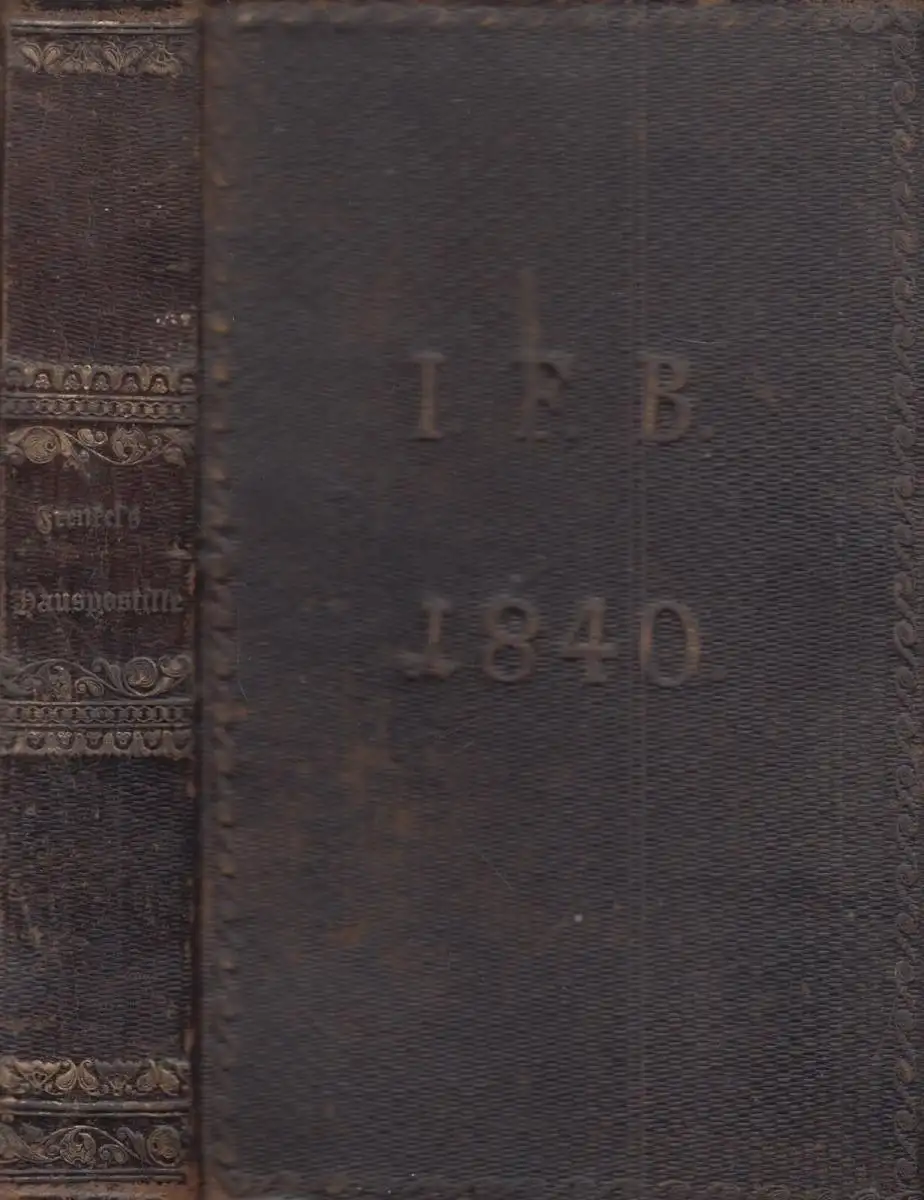 Frenkel's
Hauspostille
I F. B.
1840.